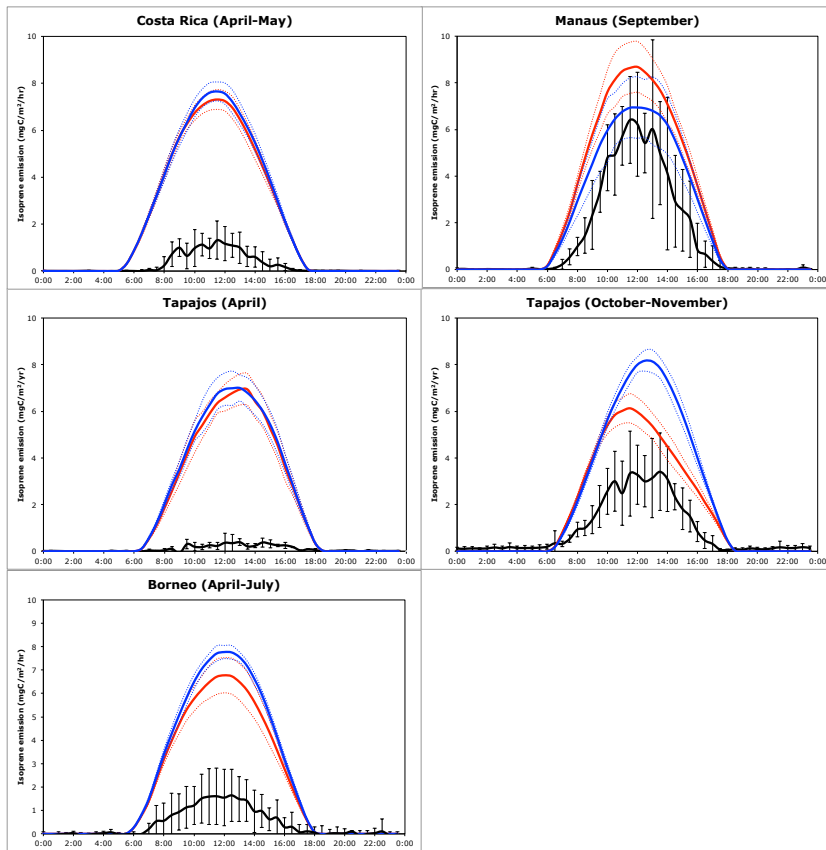 Costa Rica (April-May)
Isoprene emission (mgC/m²/hr)
10
8
6
4
2
0
0:00 2:00 4:00 6:00 8:00 10:00 12:00 14:00 16:00 18:00 20:00 22:00 0:00
Manaus (September)
Isoprene emission (mgC/m²/hr)
10
8
6
4
2
0
0:00 2:00 4:00 6:00 8:00 10:00 12:00 14:00 16:00 18:00 20:00 22:00 0:00
Tapajos (April)
Isoprene emission (mgC/m²/yr)
10
8
6
4
2
0
0:00 2:00 4:00 6:00 8:00 10:00 12:00 14:00 16:00 18:00 20:00 22:00 0:00
Tapajos (October-November)
Isoprene emission (mgC/m²/yr)
10
8
6
4
2
0
0:00 2:00 4:00 6:00 8:00 10:00 12:00 14:00 16:00 18:00 20:00 22:00 0:00
Borneo (April-July)
Isoprene emission (mgC/m²/hr)
10
9
8
7
6
5
4
3
2
1
0
0:00 2:00 4:00 6:00 8:00 10:00 12:00 14:00 16:00 18:00 20:00 22:00 0:00